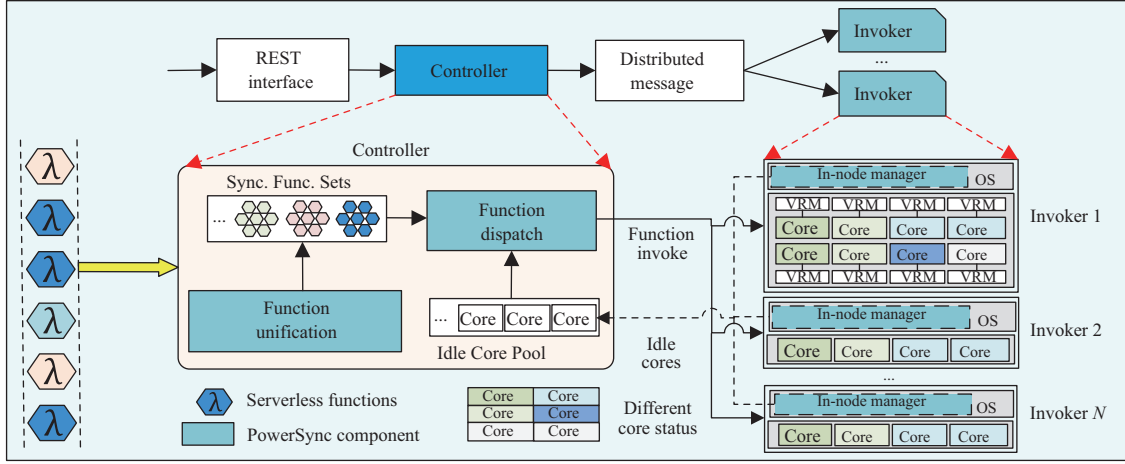 REST
interface
Controller
Distributed
message
Invoker
...
Invoker
Controller
Sync. Func. Sets
...
Function
dispatch
Function
unification
... Core Core Core
Idle Core Pool
Function
invoke
Idle
cores
In-node manager OS
VRM VRM VRM VRM
Core Core Core Core
Core Core Core Core
VRM VRM VRM VRM
Invoker 1
In-node manager OS
Core Core Core Core
Invoker 2
...
In-node manager OS
Core Core Core Core
Invoker N
λ
λ
λ
λ
λ
λ
λ Serverless functions
PowerSync component
Core Core
Core Core
Core Core
Different
core status